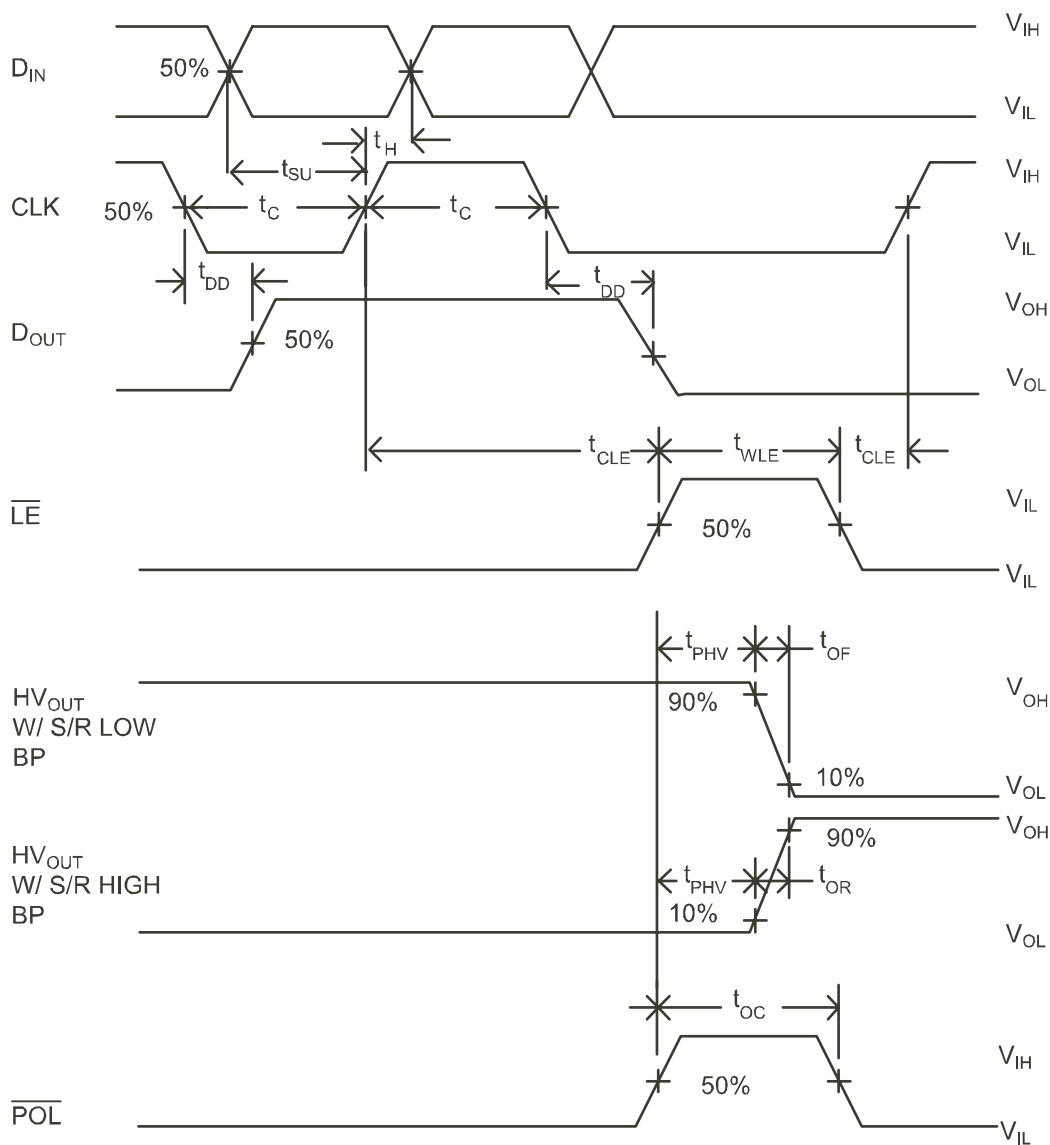 V_IH
D_IN
50%
V_IL
t_H
t_SU
V_IH
CLK
50%
t_C
t_C
V_IL
t_DD
t_DD
V_OH
D_OUT
50%
V_OL
t_CLE
t_WLE
t_CLE
LE
V_IL
50%
V_IL
t_PHV
t_OF
HV_OUT
W/ S/R LOW
BP
90%
V_OH
10%
V_OL
V_OH
90%
HV_OUT
W/ S/R HIGH
BP
t_PHV
t_OR
10%
V_OL
t_OC
V_IH
50%
POL
V_IL